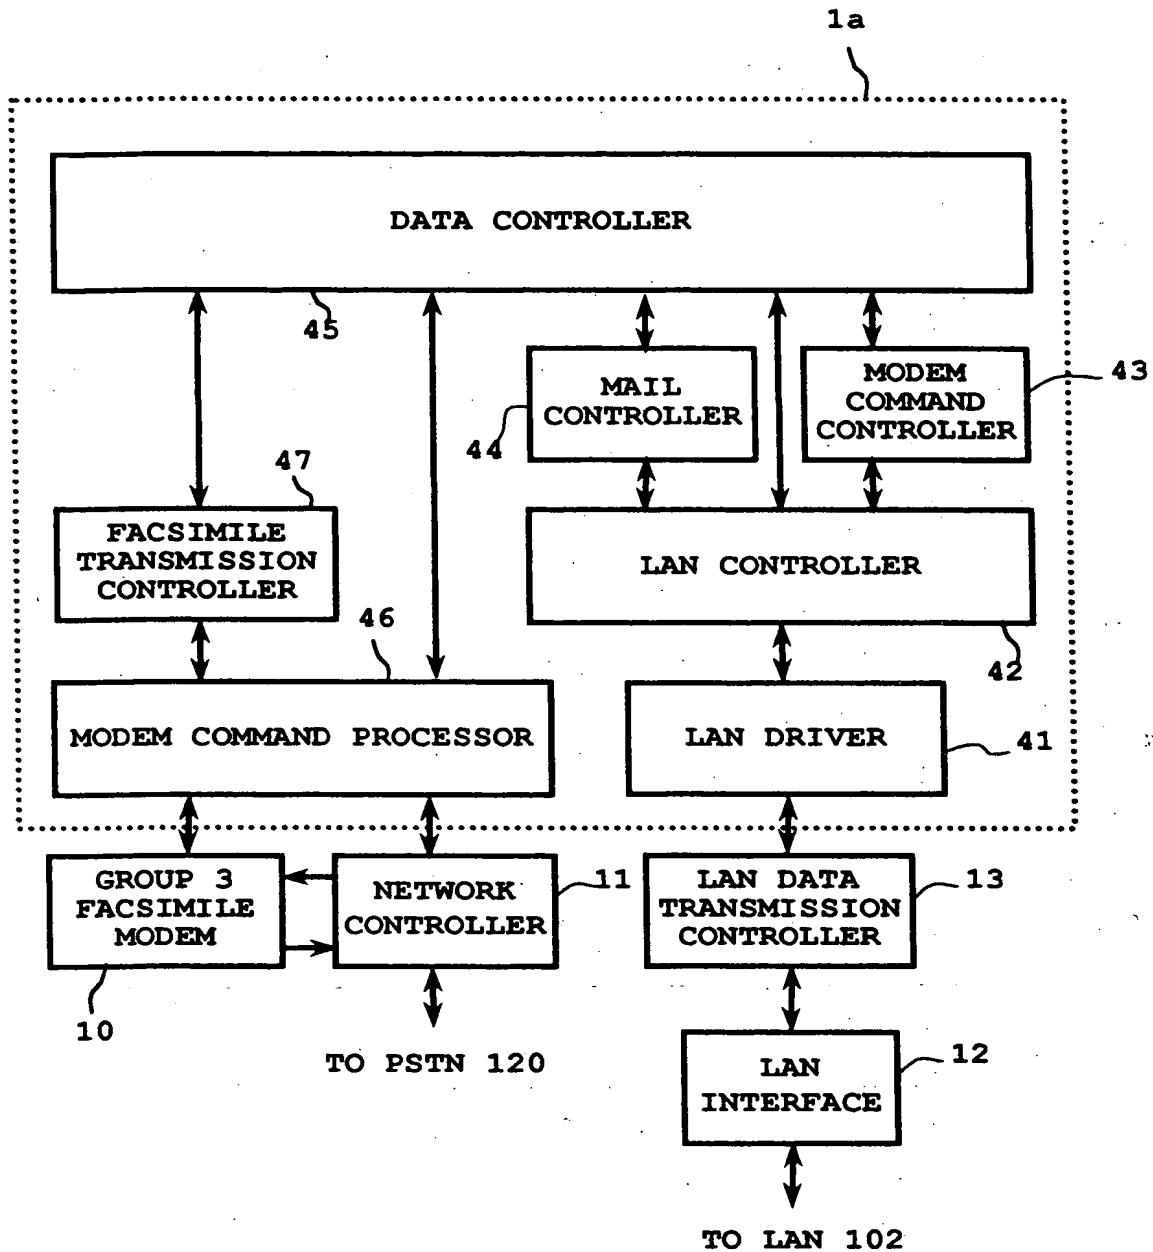 1a
DATA CONTROLLER
45
MAIL
CONTROLLER
44
MODEM
COMMAND
CONTROLLER
43
47
FACSIMILE
TRANSMISSION
CONTROLLER
LAN CONTROLLER
42
46
MODEM COMMAND PROCESSOR
LAN DRIVER
41
GROUP 3
FACSIMILE
MODEM
10
NETWORK
CONTROLLER
11
LAN DATA
TRANSMISSION
CONTROLLER
13
TO PSTN 120
LAN
INTERFACE
12
TO LAN 102